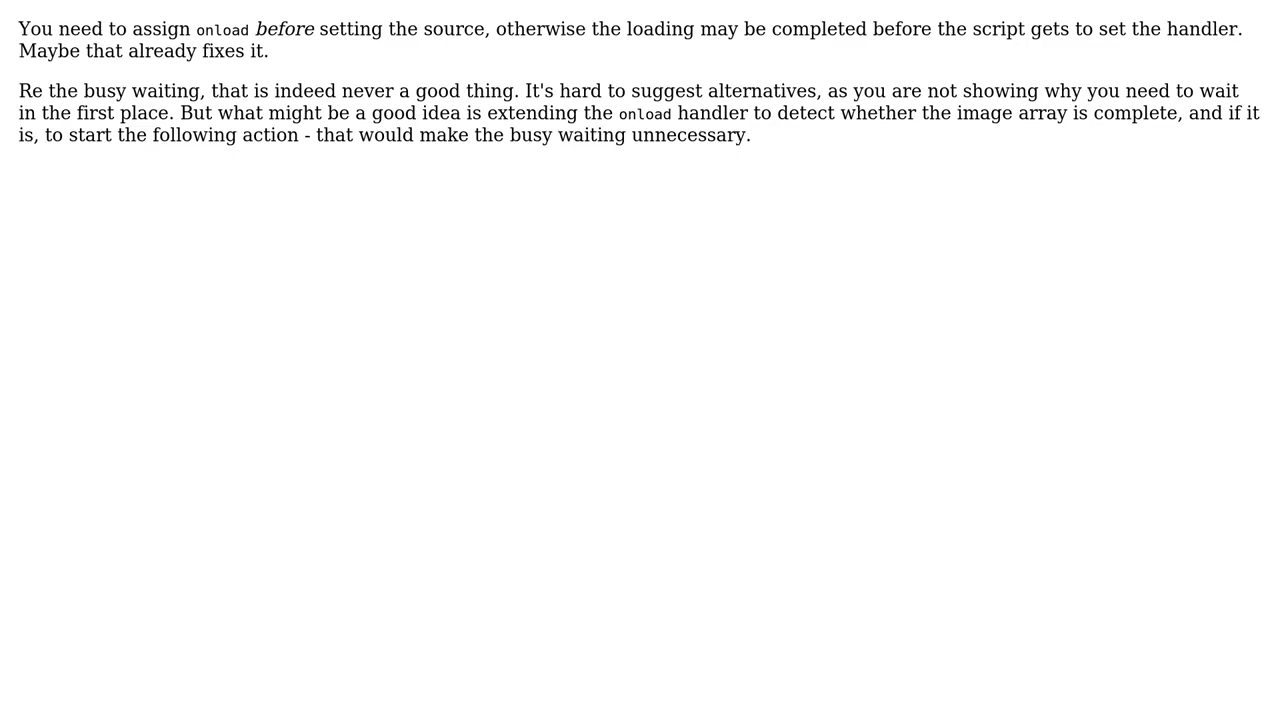 You need to assign onload before setting the source, otherwise the loading may be completed before the script gets to set the handler.
Maybe that already fixes it.
Re the busy waiting, that is indeed never a good thing. It's hard to suggest alternatives, as you are not showing why you need to wait
in the first place. But what might be a good idea is extending the onload handler to detect whether the image array is complete, and if it
is, to start the following action - that would make the busy waiting unnecessary.